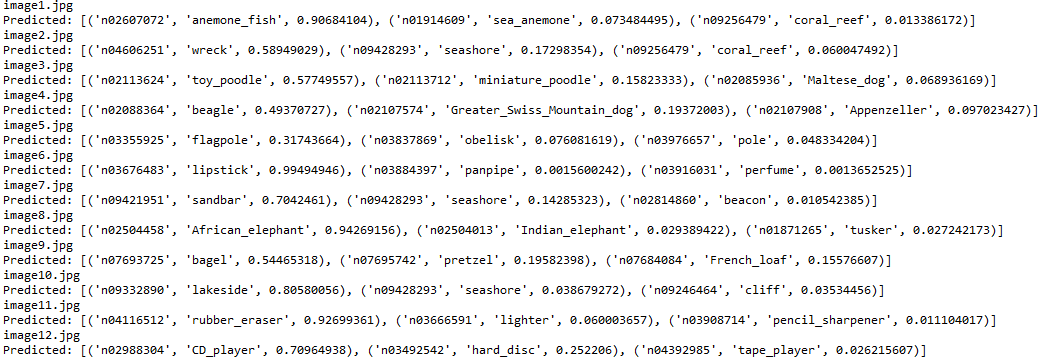 image1.jpg
Predicted: [('n02607072', 'anemone_fish', 0.90684104), ('n01914609', 'sea_anemone', 0.073484495), ('n09256479', 'coral_reef', 0.013386172)]
image2.jpg
Predicted: [('n04606251', 'wreck', 0.58949029), ('n09428293', 'seashore', 0.17298354), ('n09256479', 'coral_reef', 0.060047492)]
image3.jpg
Predicted: [('n02113624', 'toy_poodle', 0.57749557), ('n02113712', 'miniature_poodle', 0.15823333), ('n02085936', 'Maltese_dog', 0.068936169)]
image4.jpg
Predicted: [('n02088364', 'beagle', 0.49370727), ('n02107574', 'Greater_Swiss_Mountain_dog', 0.19372003), ('n02107908', 'Appenzeller', 0.097023427)]
image5.jpg
Predicted: [('n03355925', 'flagpole', 0.31743664), ('n03837869', 'obelisk', 0.076081619), ('n03976657', 'pole', 0.048334204)]
image6.jpg
Predicted: [('n03676483', 'lipstick', 0.99494946), ('n03884397', 'panpipe', 0.0015600242), ('n03916031', 'perfume', 0.0013652525)]
image7.jpg
Predicted: [('n09421951', 'sandbar', 0.7042461), ('n09428293', 'seashore', 0.14285323), ('n02814860', 'beacon', 0.010542385)]
image8.jpg
Predicted: [('n02504458', 'African_elephant', 0.94269156), ('n02504013', 'Indian_elephant', 0.029389422), ('n01871265', 'tusker', 0.027242173)]
image9.jpg
Predicted: [('n07693725', 'bagel', 0.54465318), ('n07695742', 'pretzel', 0.19582398), ('n07684084', 'French_loaf', 0.15576607)]
image10.jpg
Predicted: [('n09332890', 'lakeside', 0.80580056), ('n09428293', 'seashore', 0.038679272), ('n09246464', 'cliff', 0.03534456)]
image11.jpg
Predicted: [('n04116512', 'rubber_eraser', 0.92699361), ('n03666591', 'lighter', 0.060003657), ('n03908714', 'pencil_sharpener', 0.011104017)]
image12.jpg
Predicted: [('n02988304', 'CD_player', 0.70964938), ('n03492542', 'hard_disc', 0.252206), ('n04392985', 'tape_player', 0.026215607)]